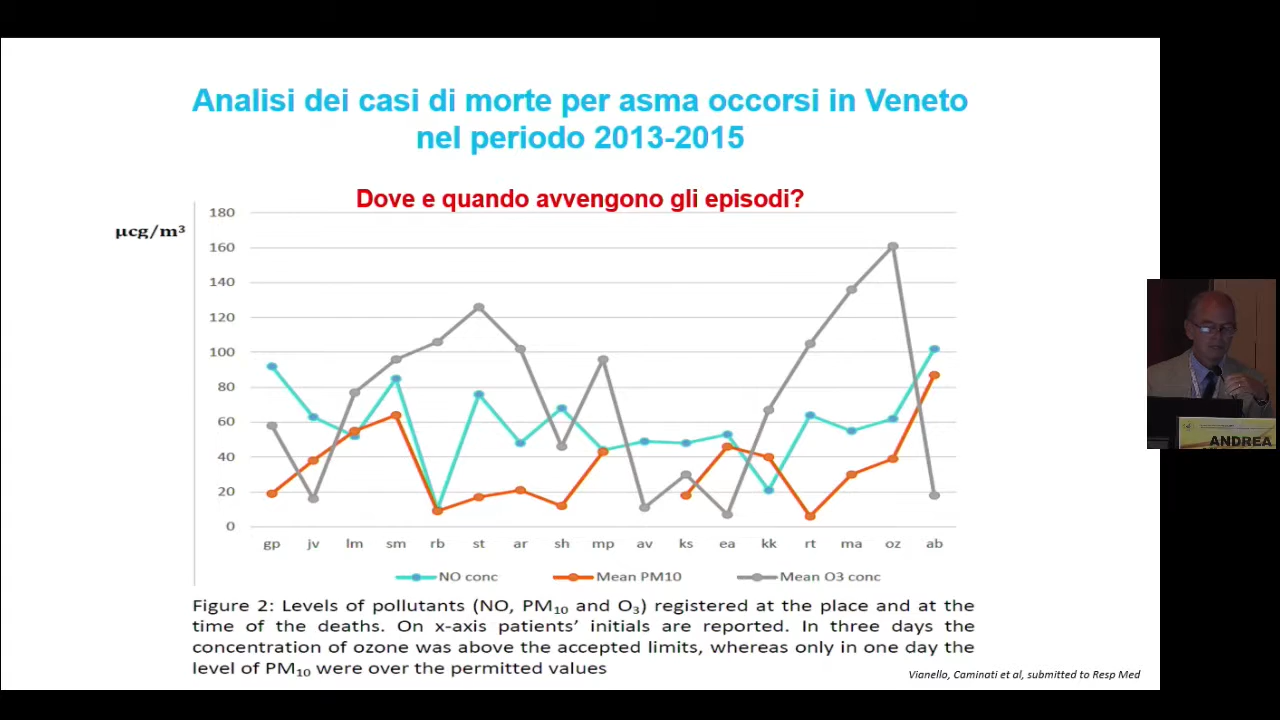 Analisi dei casi di morte per asma occorsi in Veneto
nel periodo 2013-2015
Dove e quando avvengono gli episodi?
µcg/m³
180
160
140
120
100
80
60
40
20
0
gp jv lm sm rb st ar sh mp av ks ea kk rt ma oz ab
NO conc Mean PM10 Mean O3 conc
Figure 2: Levels of pollutants (NO, PM₁₀ and O₃) registered at the place and at the
time of the deaths. On x-axis patients’ initials are reported. In three days the
concentration of ozone was above the accepted limits, whereas only in one day the
level of PM₁₀ were over the permitted values
Vianello, Caminati et al, submitted to Resp Med
ANDREA